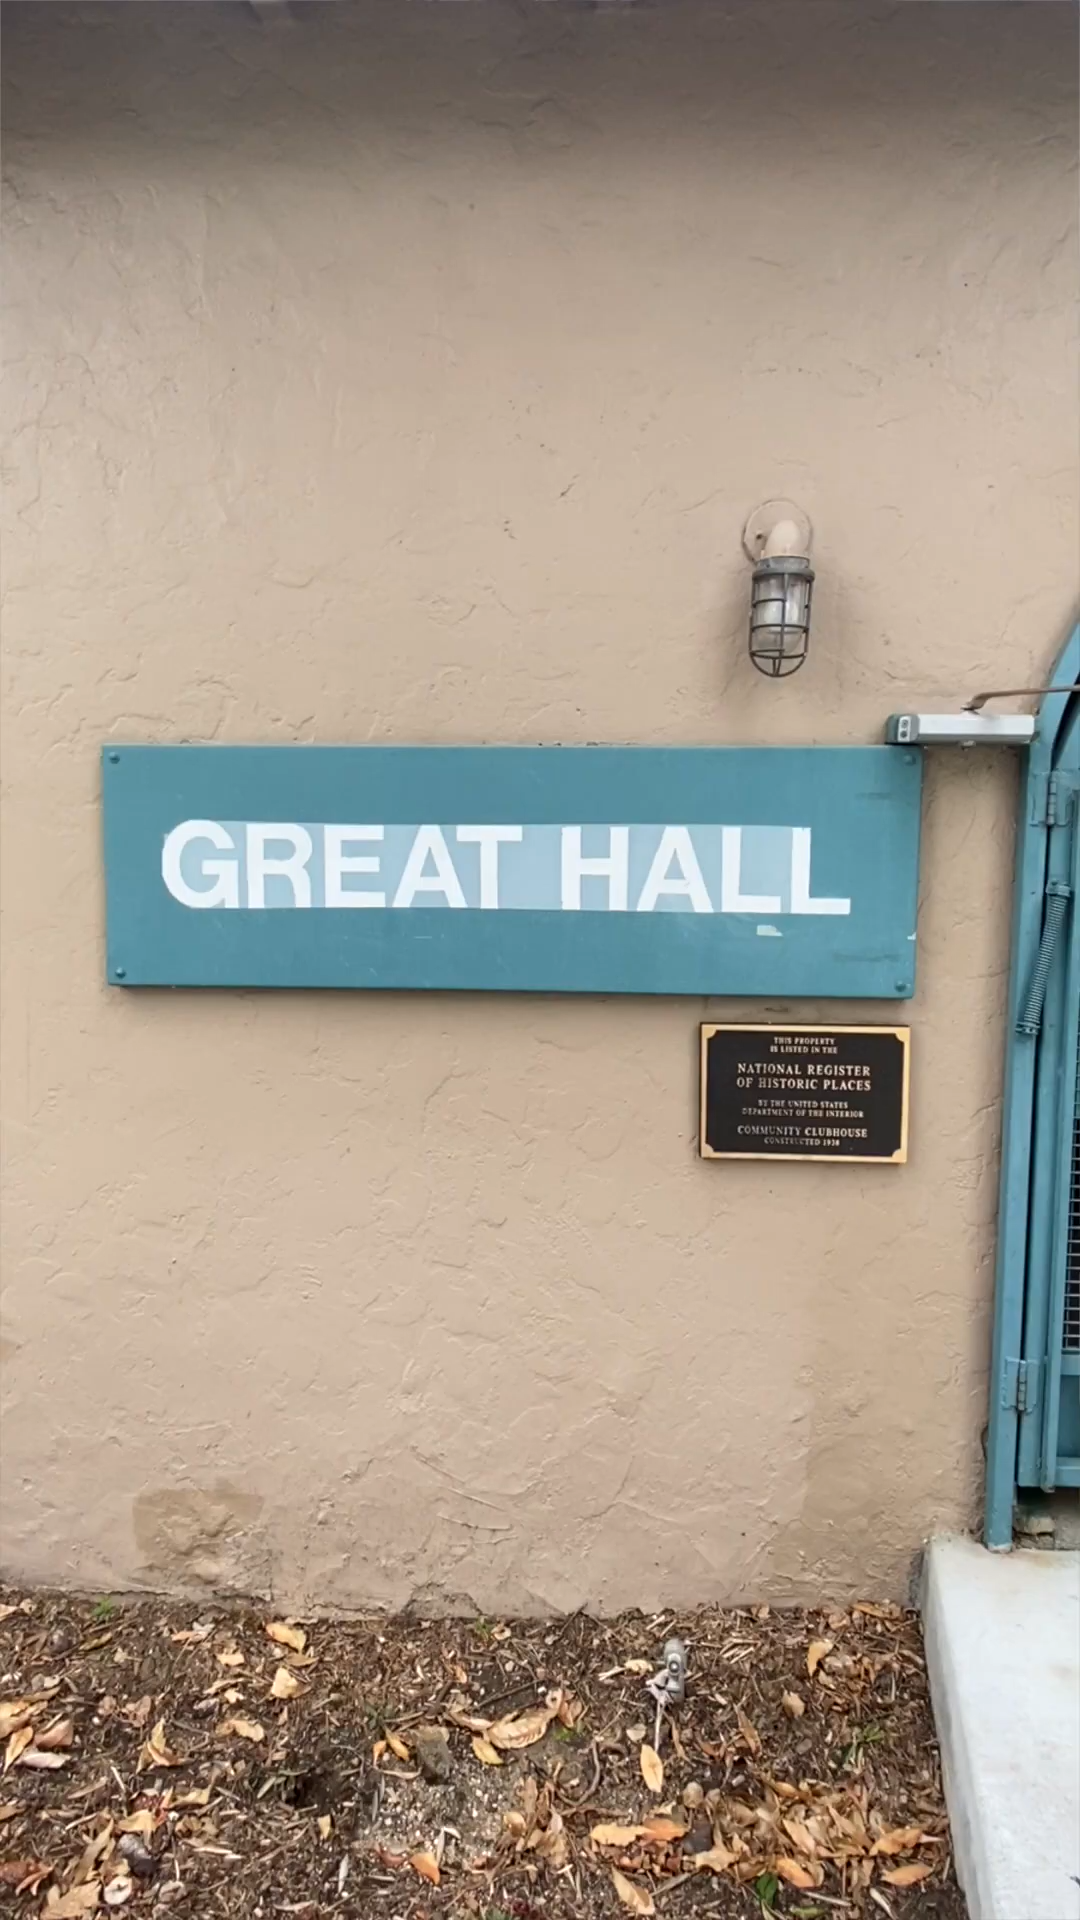 GREAT HALL
THIS PROPERTY
IS LISTED IN THE
NATIONAL REGISTER
OF HISTORIC PLACES
BY THE UNITED STATES
DEPARTMENT OF THE INTERIOR
COMMUNITY CLUBHOUSE
CONSTRUCTED